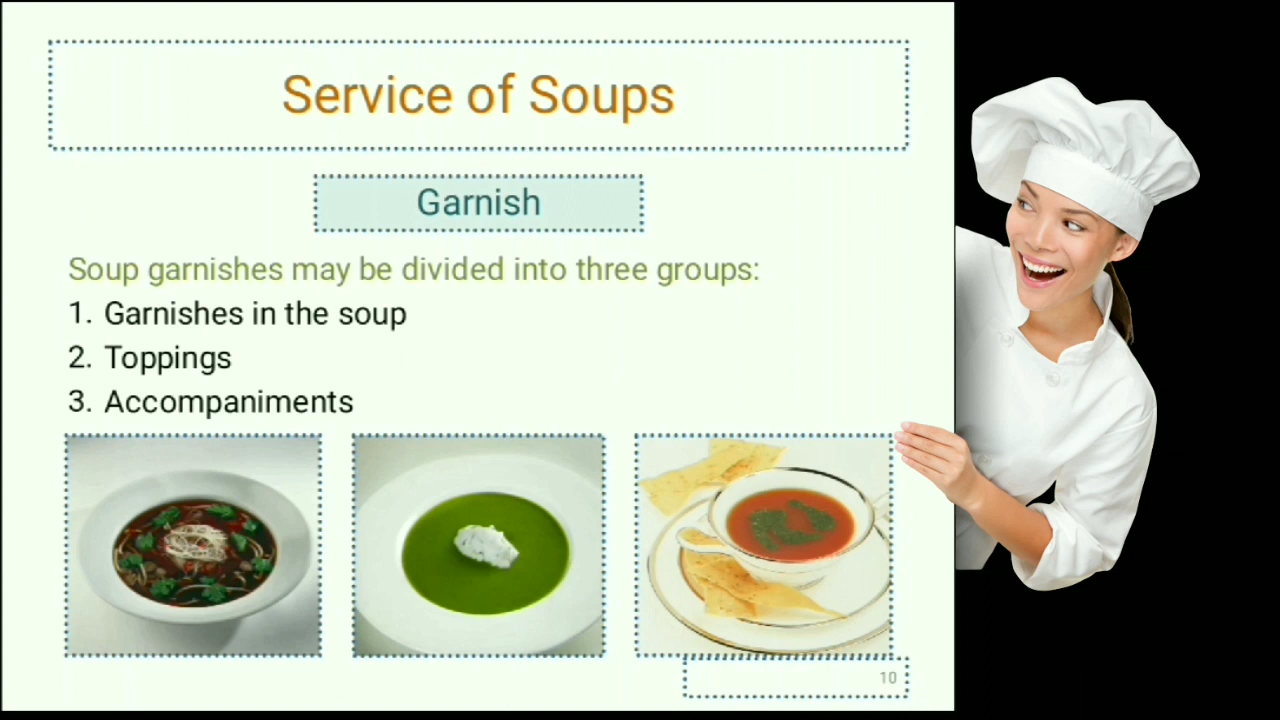 Service of Soups
Garnish
Soup garnishes may be divided into three groups:
1. Garnishes in the soup
2. Toppings
3. Accompaniments
10